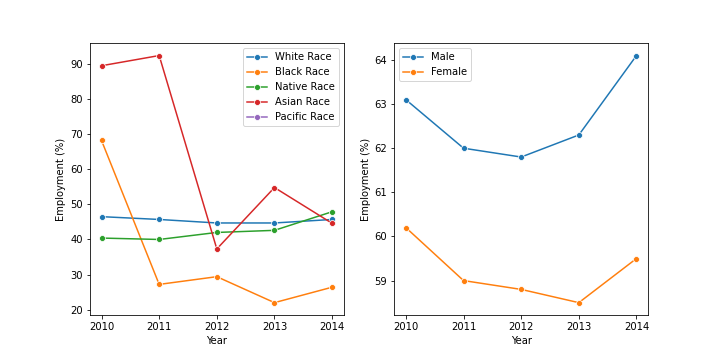 90
80
70
60
50
40
30
20
Employment (%)
2010 2011 2012 2013 2014
Year
White Race
Black Race
Native Race
Asian Race
Pacific Race
64
63
62
61
60
59
Employment (%)
2010 2011 2012 2013 2014
Year
Male
Female